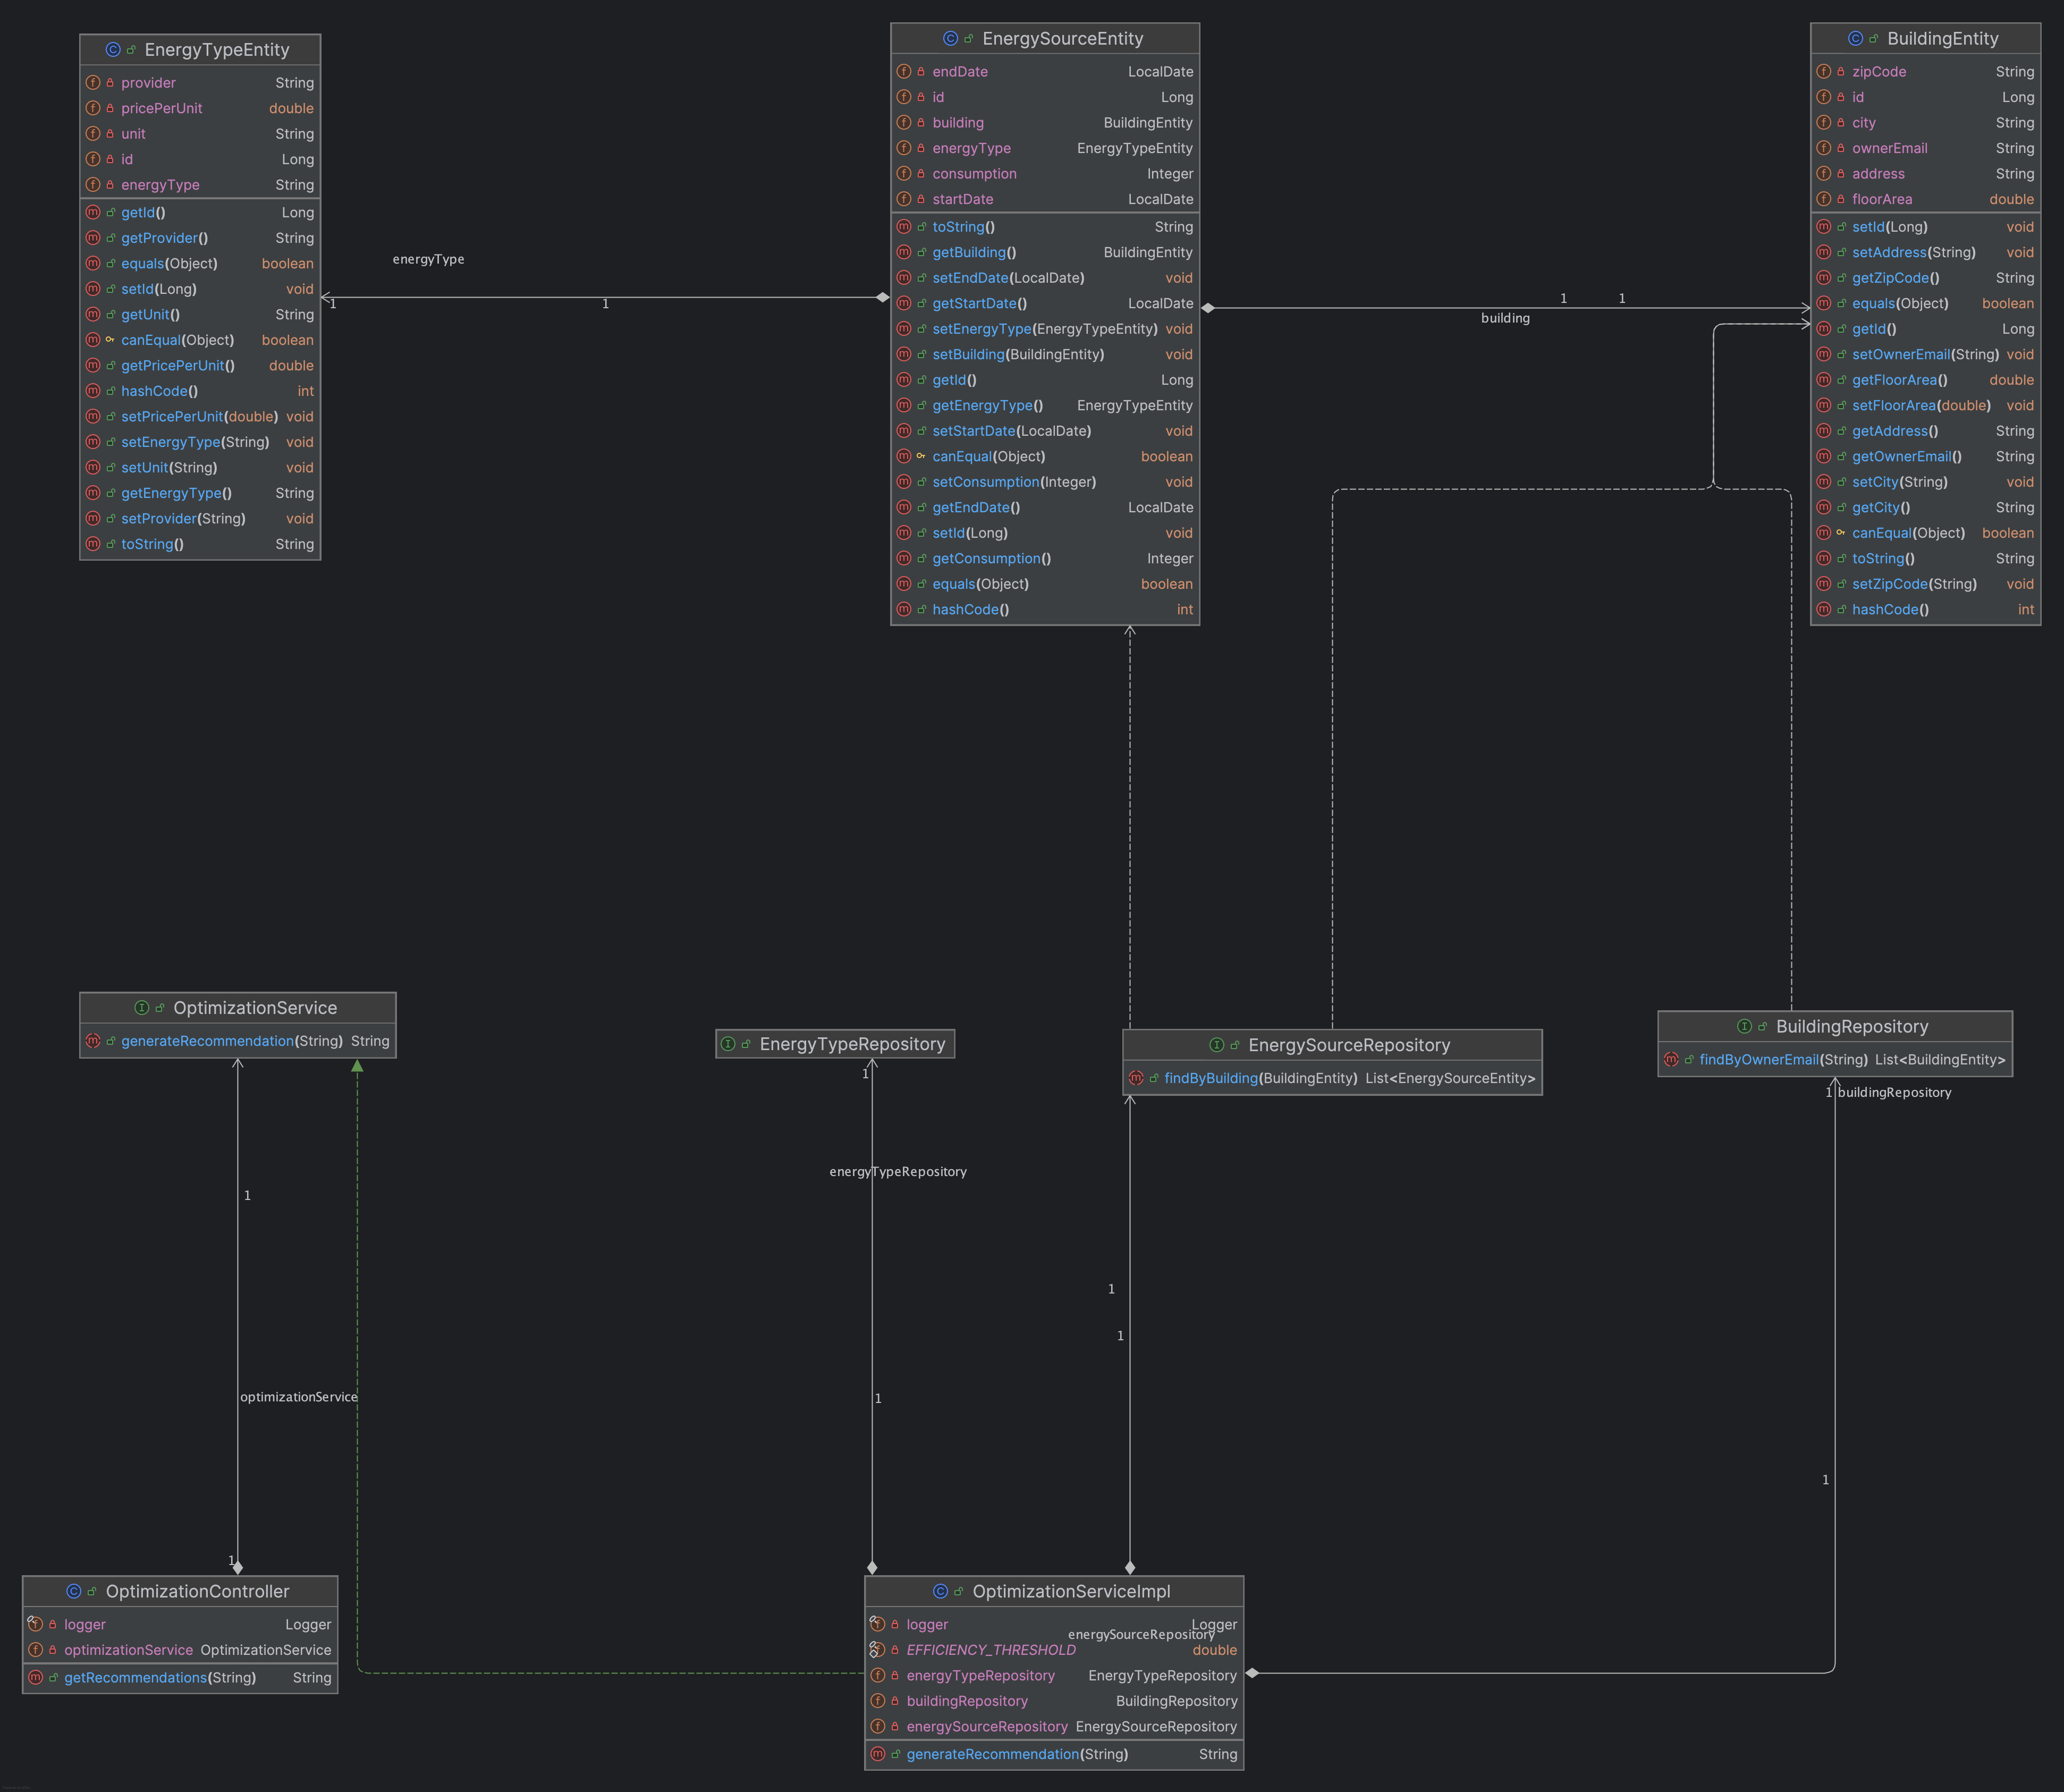 EnergyTypeEntity
provider String
pricePerUnit double
unit String
id Long
energyType String
getId() Long
getProvider() String
equals(Object) boolean
setId(Long) void
getUnit() String
canEqual(Object) boolean
getPricePerUnit() double
hashCode() int
setPricePerUnit(double) void
setEnergyType(String) void
setUnit(String) void
getEnergyType() String
setProvider(String) void
toString() String
energyType
1
1
EnergySourceEntity
endDate LocalDate
id Long
building BuildingEntity
energyType EnergyTypeEntity
consumption Integer
startDate LocalDate
toString() String
getBuilding() BuildingEntity
setEndDate(LocalDate) void
getStartDate() LocalDate
setEnergyType(EnergyTypeEntity) void
setBuilding(BuildingEntity) void
getId() Long
getEnergyType() EnergyTypeEntity
setStartDate(LocalDate) void
canEqual(Object) boolean
setConsumption(Integer) void
getEndDate() LocalDate
setId(Long) void
getConsumption() Integer
equals(Object) boolean
hashCode() int
1 1
building
BuildingEntity
zipCode String
id Long
city String
ownerEmail String
address String
floorArea double
setId(Long) void
setAddress(String) void
getZipCode() String
equals(Object) boolean
getId() Long
setOwnerEmail(String) void
getFloorArea() double
setFloorArea(double) void
getAddress() String
getOwnerEmail() String
setCity(String) void
getCity() String
canEqual(Object) boolean
toString() String
setZipCode(String) void
hashCode() int
OptimizationService
generateRecommendation(String) String
EnergyTypeRepository
EnergySourceRepository
findByBuilding(BuildingEntity) List<EnergySourceEntity>
BuildingRepository
findByOwnerEmail(String) List<BuildingEntity>
1
1 buildingRepository
energyTypeRepository
1
1
1
optimizationService
1
1
1
OptimizationController
logger Logger
optimizationService OptimizationService
getRecommendations(String) String
OptimizationServiceImpl
logger Logger
energySourceRepository
EFFICIENCY_THRESHOLD double
energyTypeRepository EnergyTypeRepository
buildingRepository BuildingRepository
energySourceRepository EnergySourceRepository
generateRecommendation(String) String